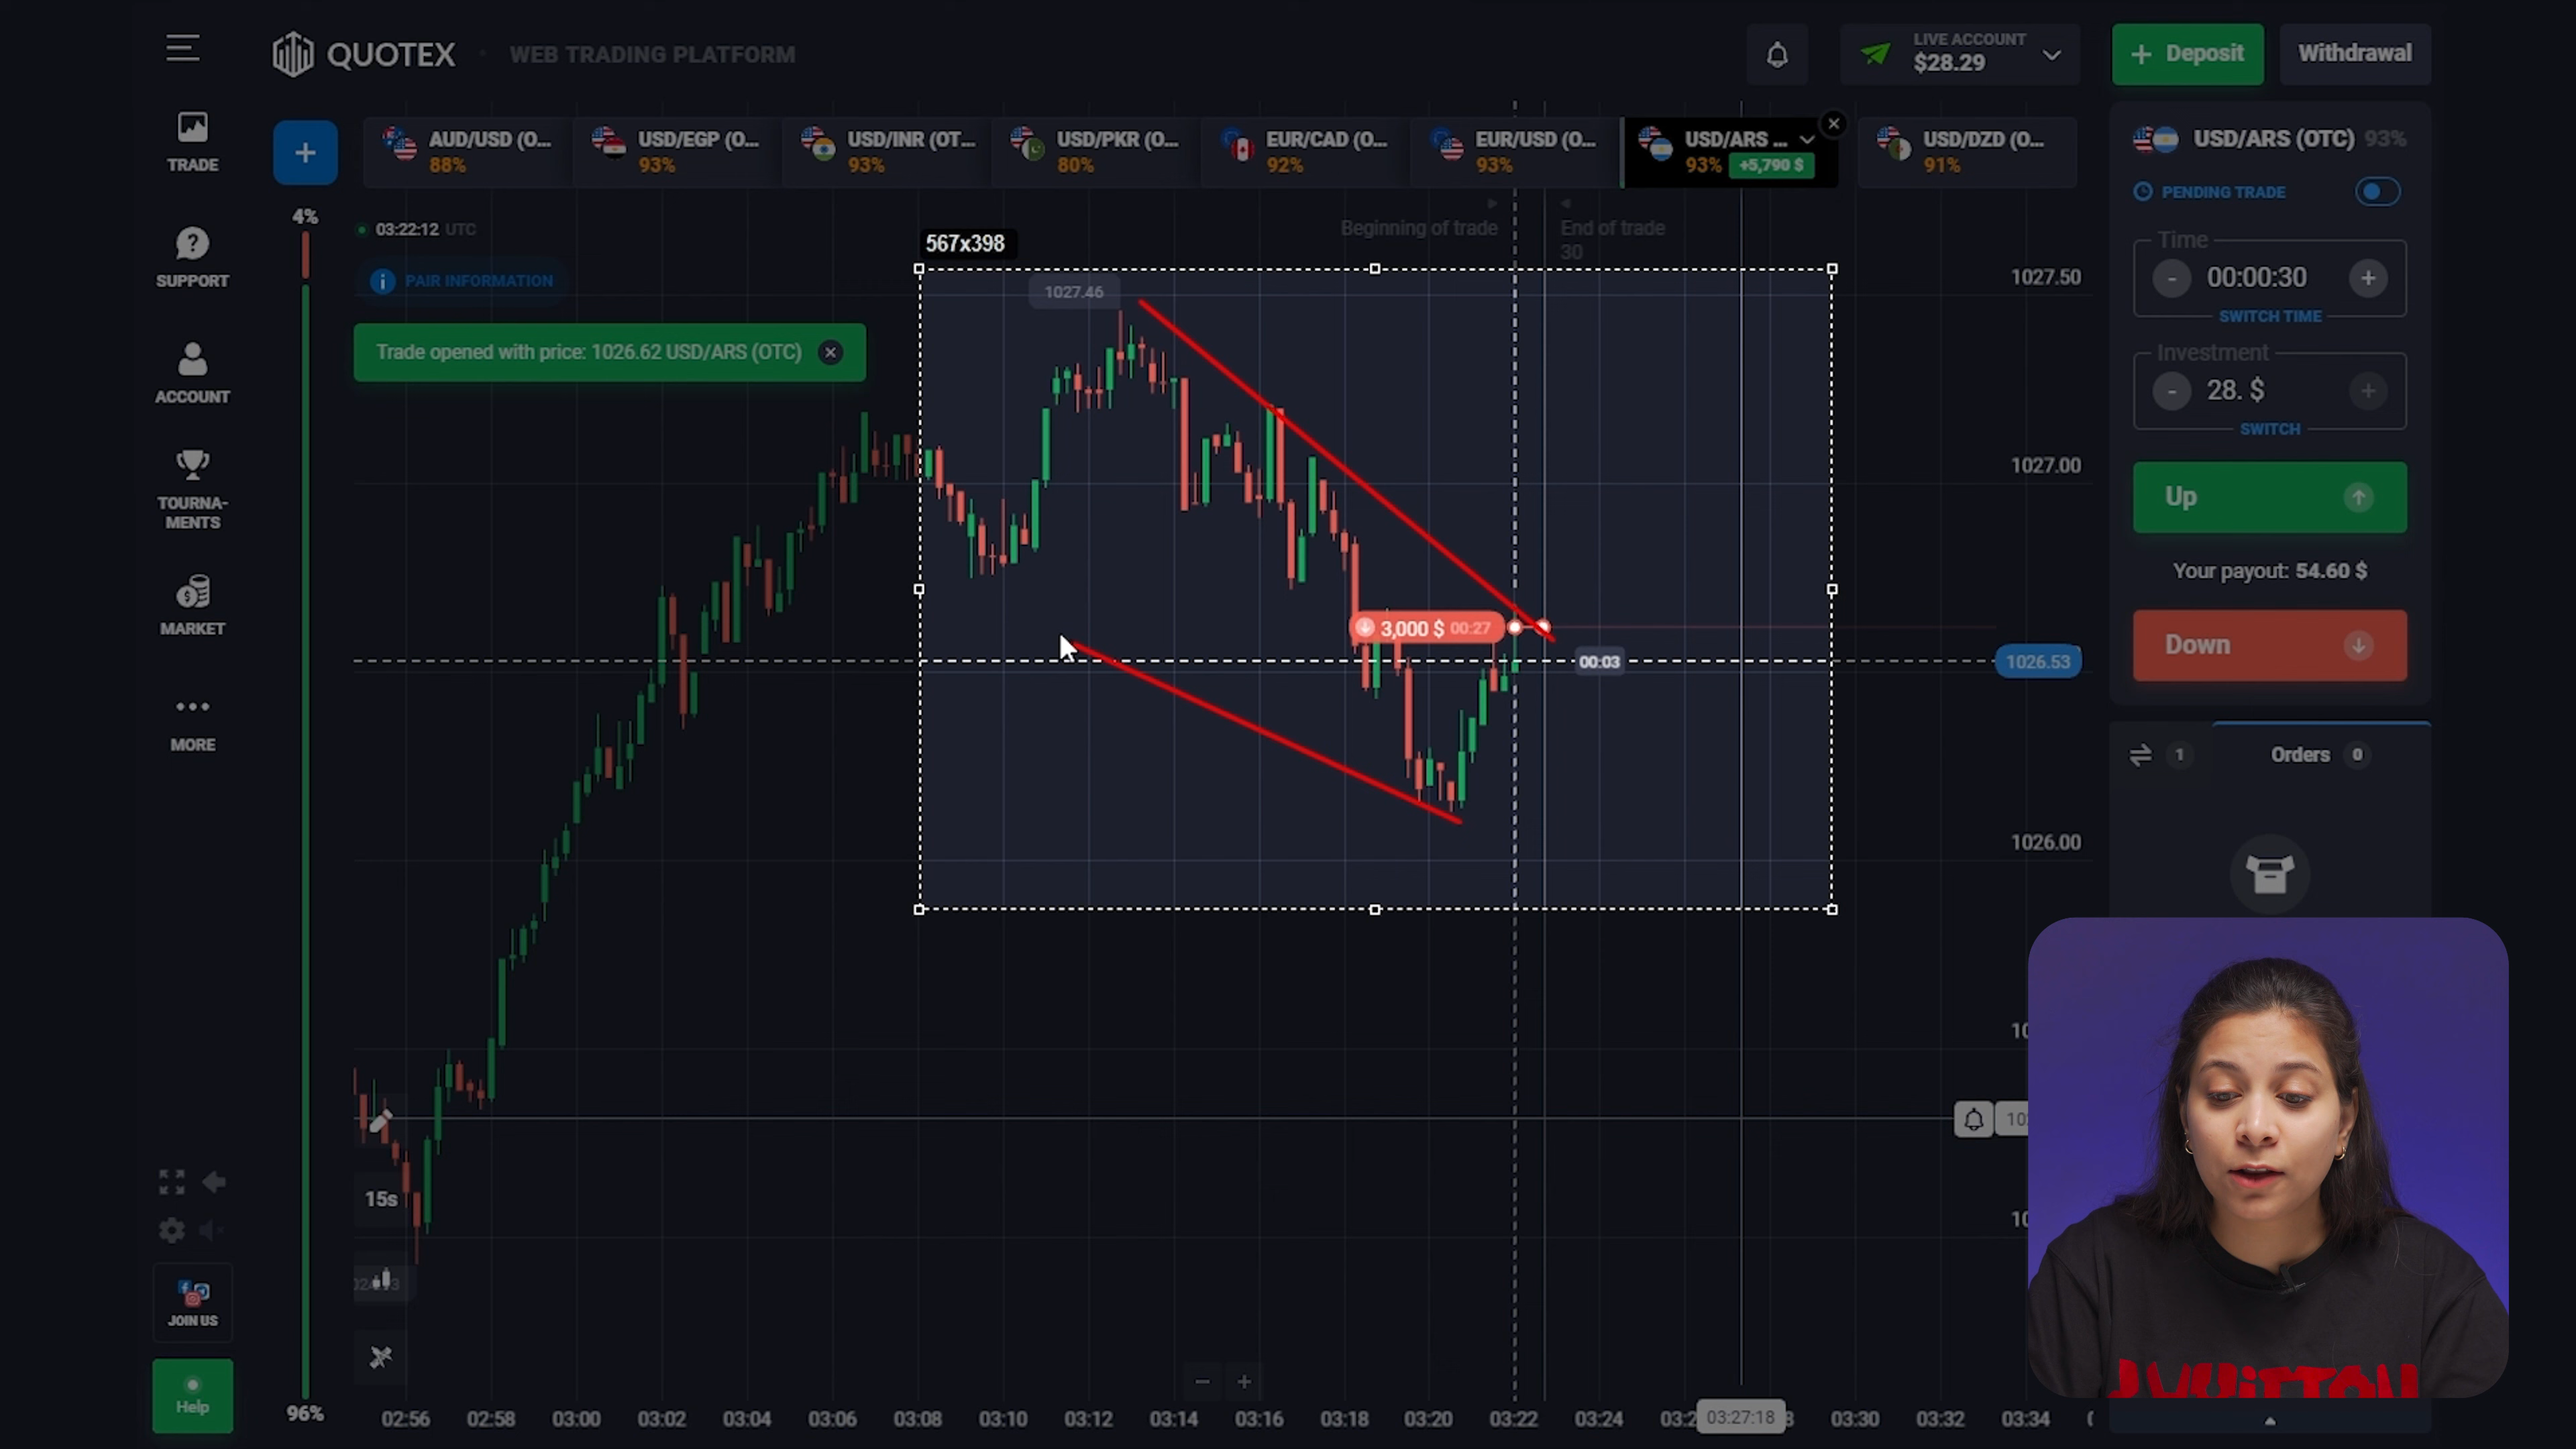 QUOTEX
WEB TRADING PLATFORM
LIVE ACCOUNT
$28.29
Deposit
Withdrawal
TRADE
SUPPORT
ACCOUNT
TOURNA-
MENTS
MARKET
MORE
JOIN US
Help
AUD/USD (O...
88%
USD/EGP (O...
93%
USD/INR (OT...
93%
USD/PKR (O...
80%
EUR/CAD (O...
92%
EUR/USD (O...
93%
USD/ARS ...
93% +5,790 $
USD/DZD (O...
91%
4%
96%
03:22:12 UTC
PAIR INFORMATION
Trade opened with price: 1026.62 USD/ARS (OTC)
567x398
Beginning of trade
End of trade
30
1027.46
3,000 $ 00:27
00:03
1027.50
1027.00
1026.53
1026.00
15s
02:56 02:58 03:00 03:02 03:04 03:06 03:08 03:10 03:12 03:14 03:16 03:18 03:20 03:22 03:24 03:27:18 03:30 03:32 03:34
USD/ARS (OTC) 93%
PENDING TRADE
Time
00:00:30
SWITCH TIME
Investment
28. $
SWITCH
Up
Your payout: 54.60 $
Down
1
Orders 0